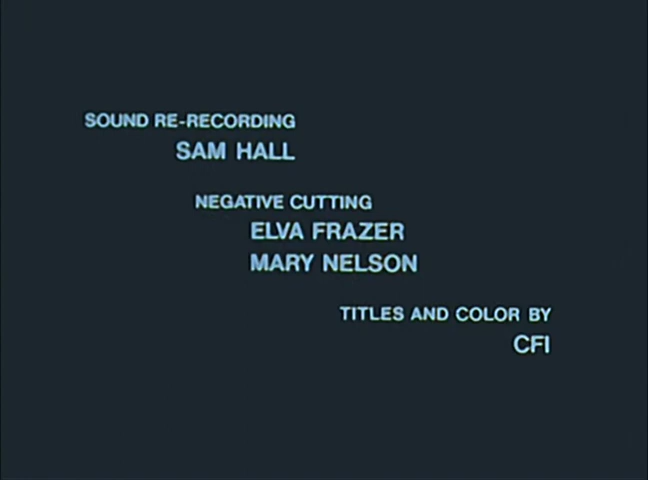 SOUND RE-RECORDING
SAM HALL
NEGATIVE CUTTING
ELVA FRAZER
MARY NELSON
TITLES AND COLOR BY
CFI